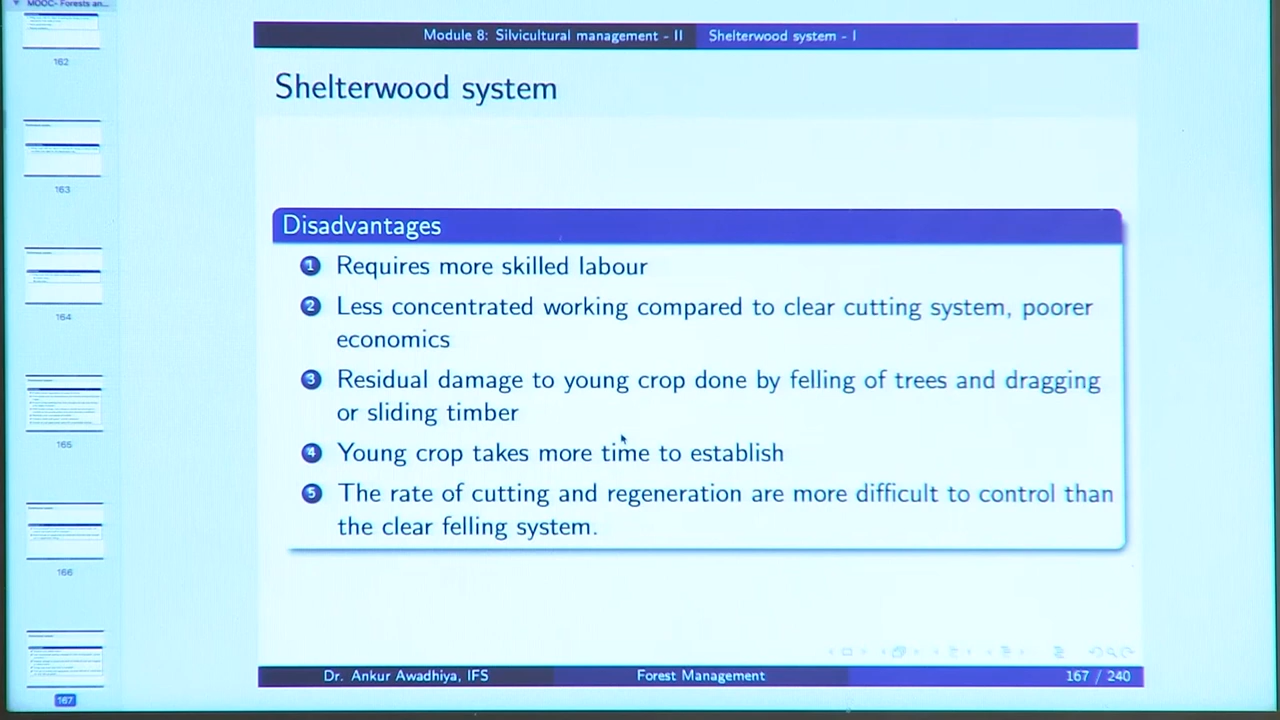 MOOC- Forests an...
162
163
164
165
166
167
Module 8: Silvicultural management - II Shelterwood system - I
Shelterwood system
Disadvantages
1 Requires more skilled labour
2 Less concentrated working compared to clear cutting system, poorer
economics
3 Residual damage to young crop done by felling of trees and dragging
or sliding timber
4 Young crop takes more time to establish
5 The rate of cutting and regeneration are more difficult to control than
the clear felling system.
Dr. Ankur Awadhiya, IFS Forest Management 167 / 240